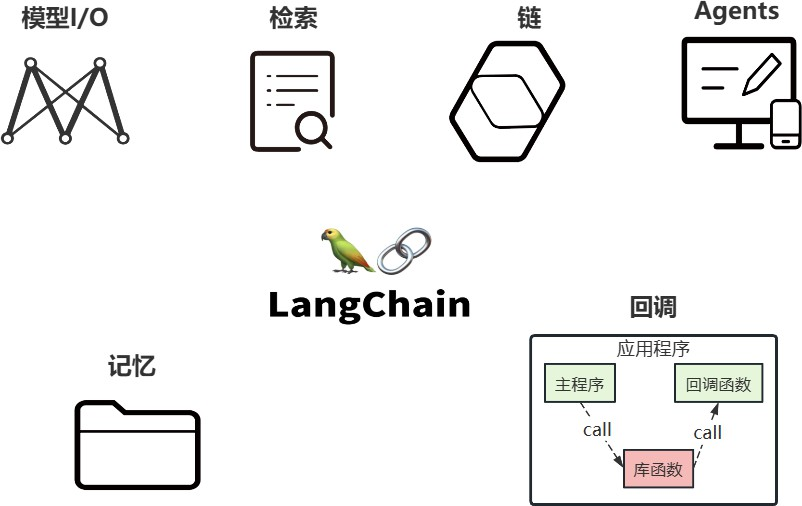 模型I/O
检索
链
Agents
LangChain
回调
记忆
应用程序
主程序
回调函数
call
call
库函数